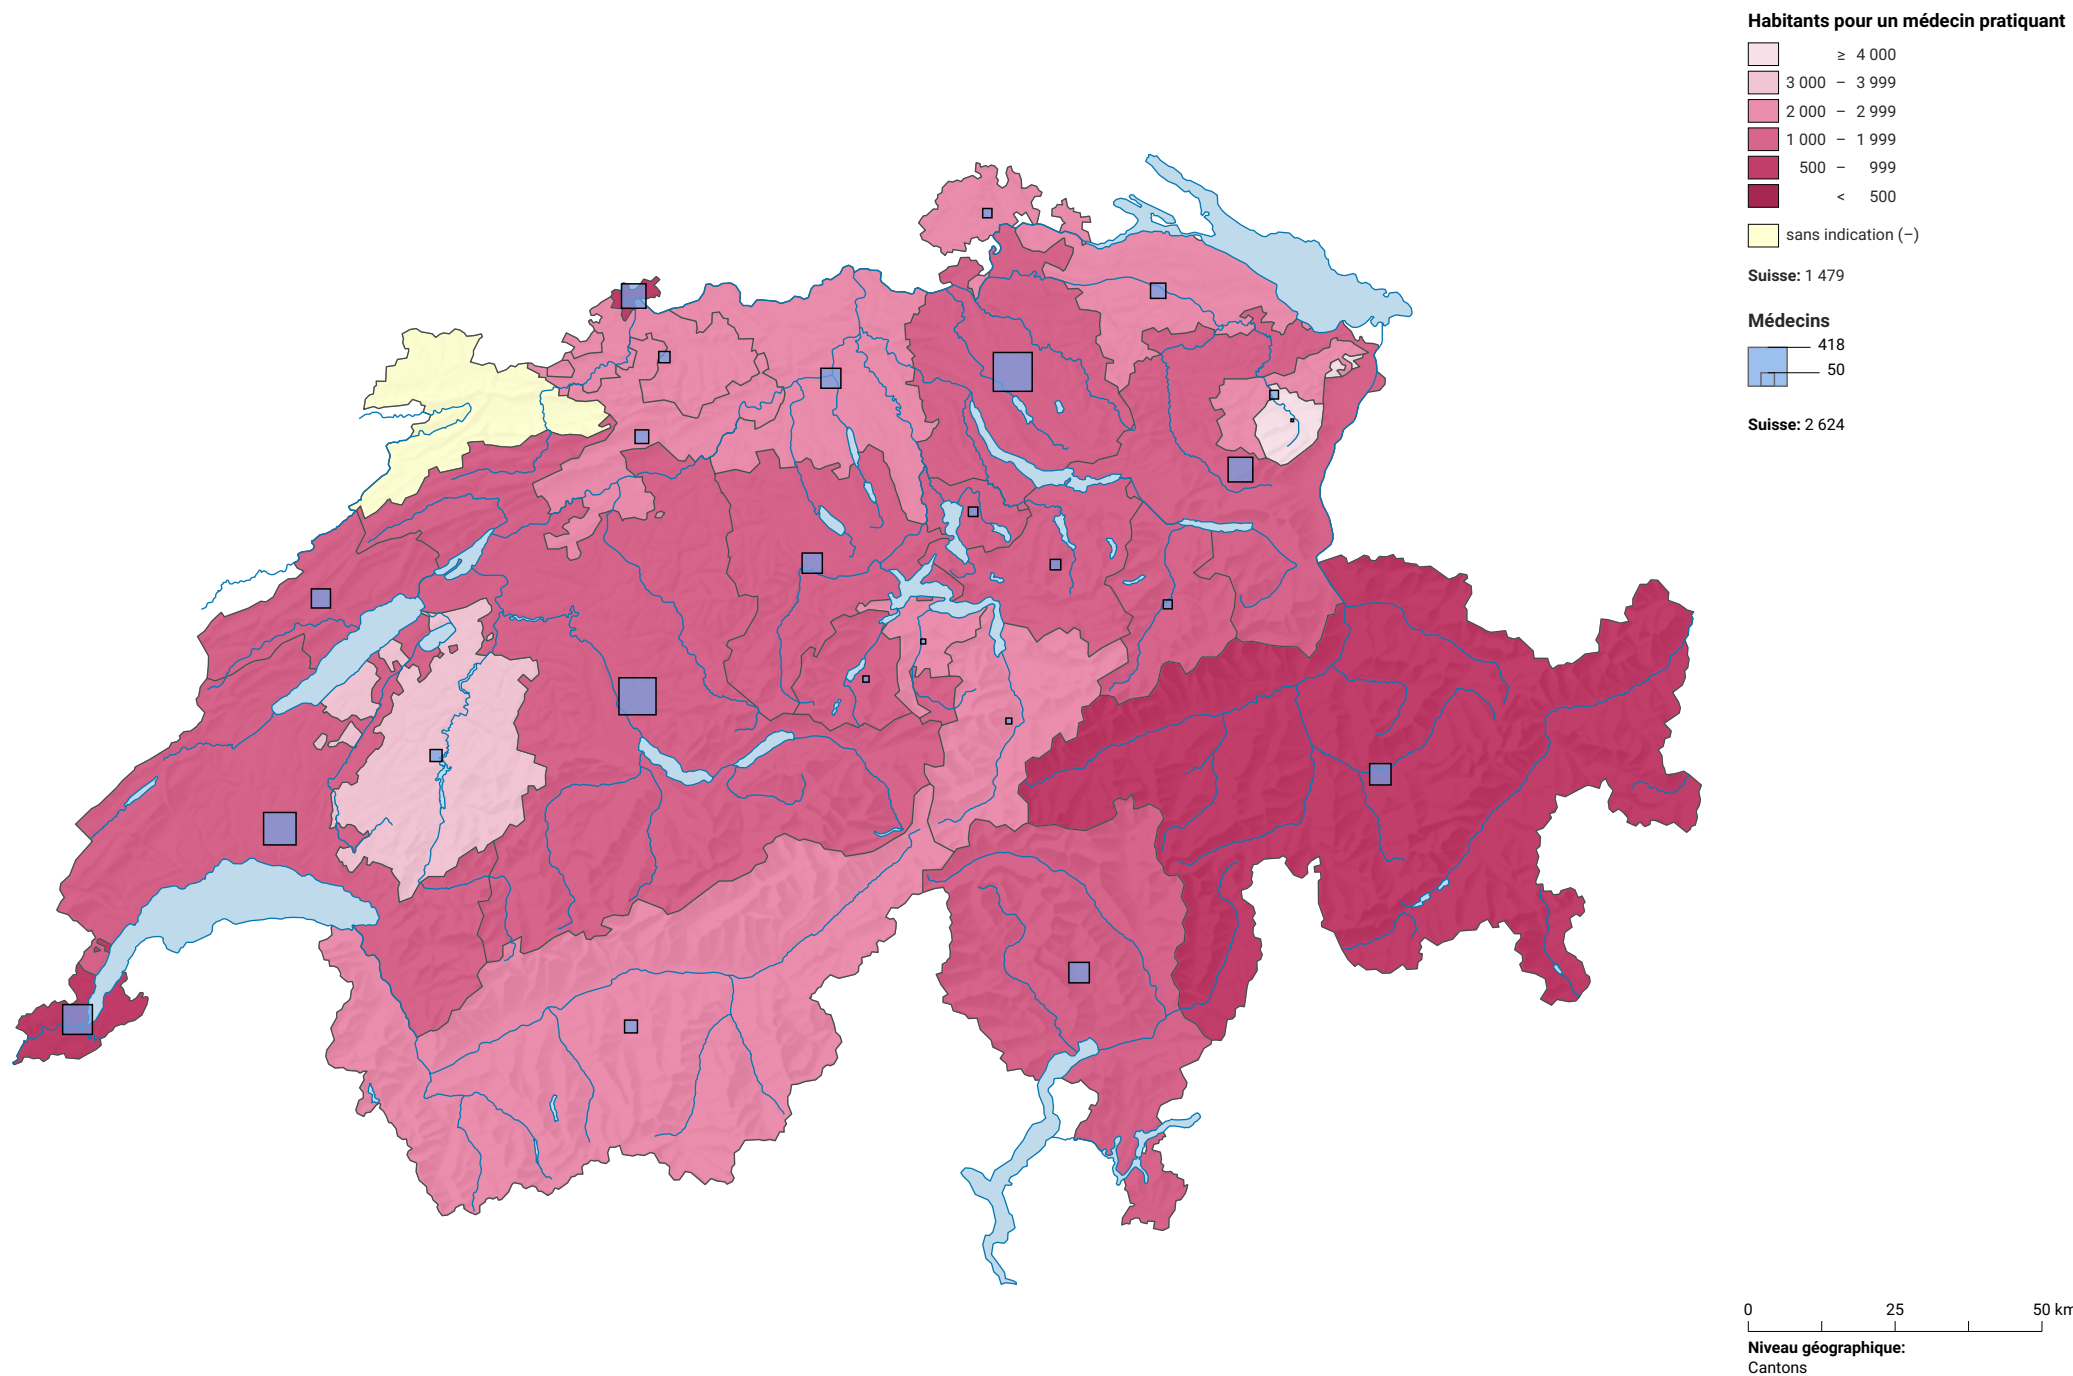 Habitants pour un médecin pratiquant
≥ 4 000
3 000 – 3 999
2 000 – 2 999
1 000 – 1 999
500 – 999
< 500
sans indication (–)
Suisse: 1 479
Médecins
418
50
Suisse: 2 624
0 25 50 km
Niveau géographique:
Cantons